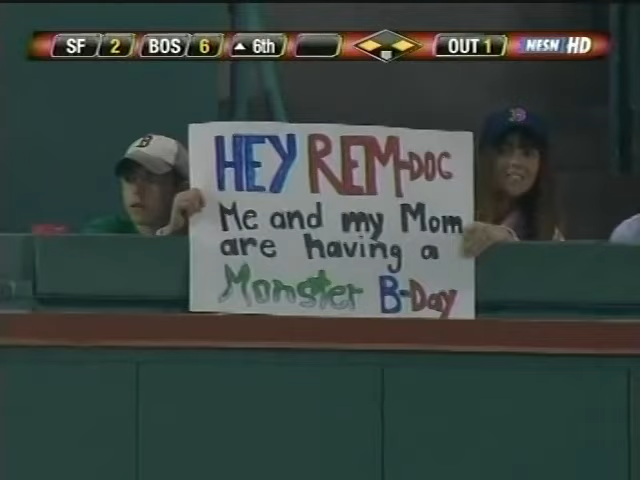 SF 2 BOS 6 ▲ 6th OUT 1 NESN HD
B
B
HEY REM-DOC
Me and my Mom
are having a
Monster B-Day